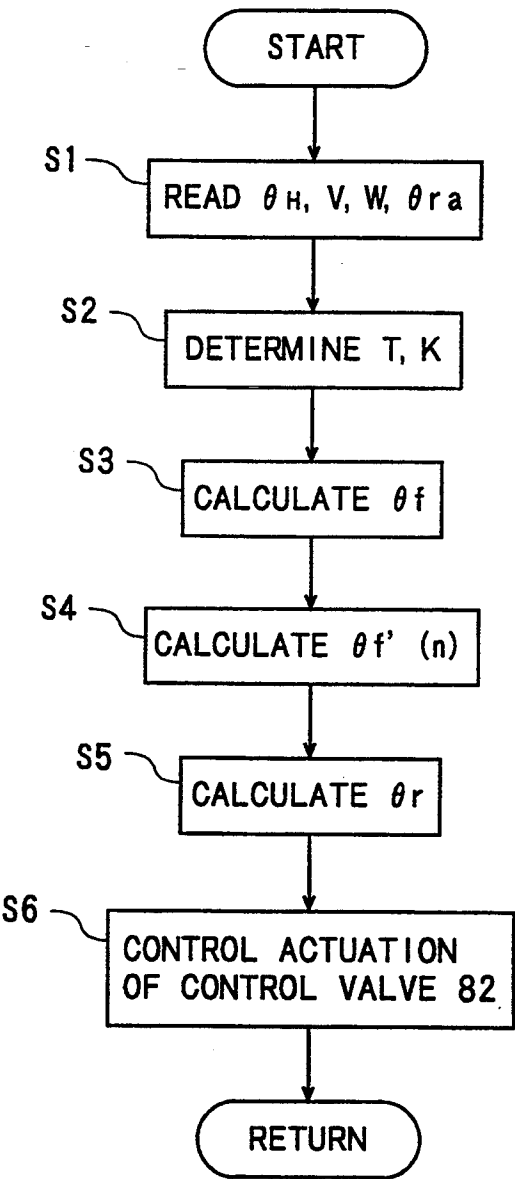 START
S1
READ θH, V, W, θra
S2
DETERMINE T, K
S3
CALCULATE θf
S4
CALCULATE θf' (n)
S5
CALCULATE θr
S6
CONTROL ACTUATION
OF CONTROL VALVE 82
RETURN